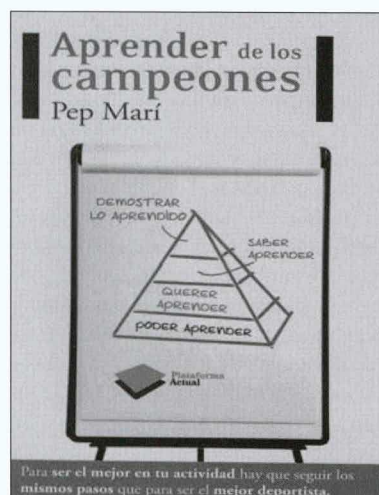 Aprender de los
campeones
Pep Marí
DEMOSTRAR
LO APRENDIDO
SABER
APRENDER
QUERER
APRENDER
PODER APRENDER
Plataforma
Actual
Para ser el mejor en tu actividad hay que seguir los
mismos pasos que para ser el mejor deportista.